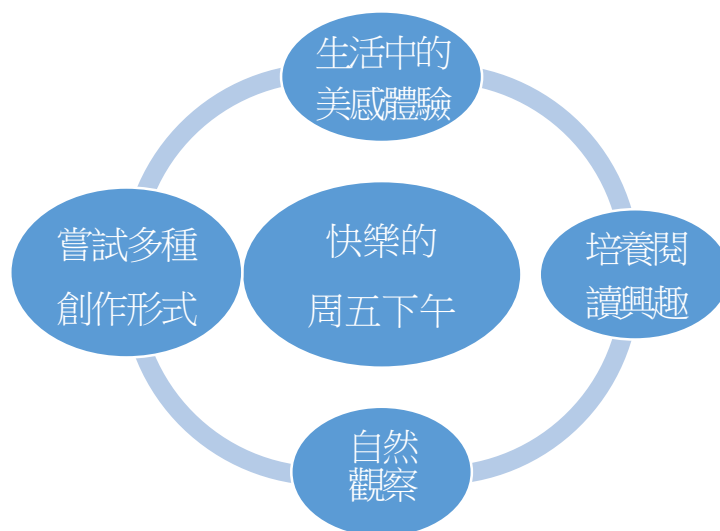 生活中的
美感體驗
嘗試多種
創作形式
快樂的
周五下午
培養閱
讀興趣
自然
觀察